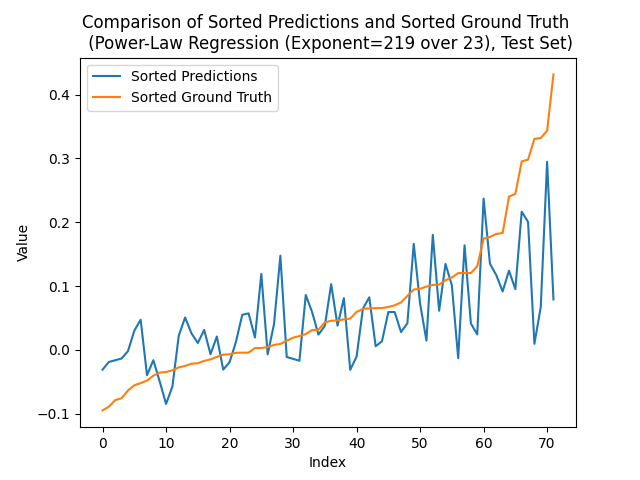 Comparison of Sorted Predictions and Sorted Ground Truth
(Power-Law Regression (Exponent=219 over 23), Test Set)
Sorted Predictions
Sorted Ground Truth
0.4
0.3
0.2
0.1
0.0
−0.1
Value
0 10 20 30 40 50 60 70
Index